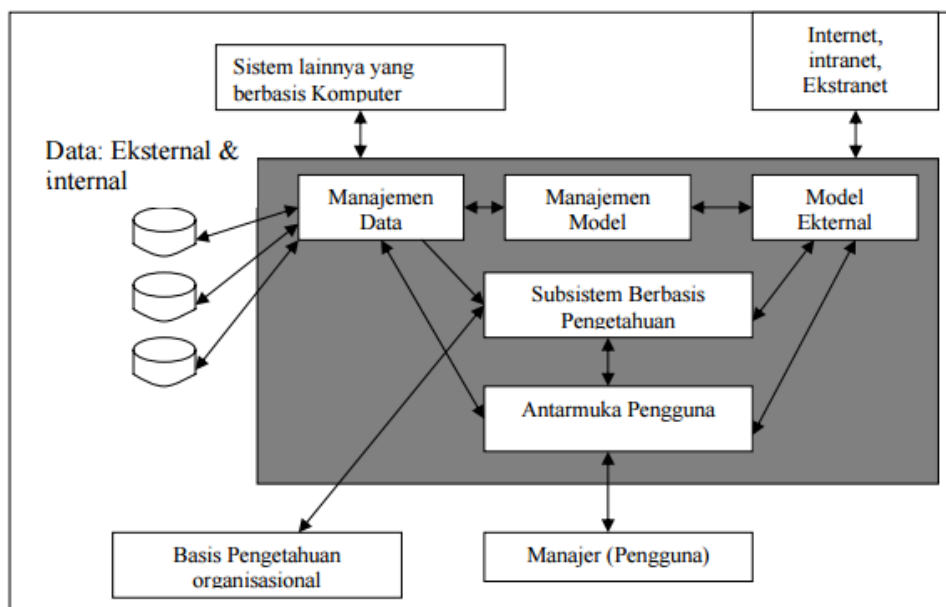 Sistem lainnya yang
berbasis Komputer
Internet,
intranet,
Ekstranet
Data: Eksternal &
internal
Manajemen
Data
Manajemen
Model
Model
Ekternal
Subsistem Berbasis
Pengetahuan
Antarmuka Pengguna
Basis Pengetahuan
organisasional
Manajer (Pengguna)